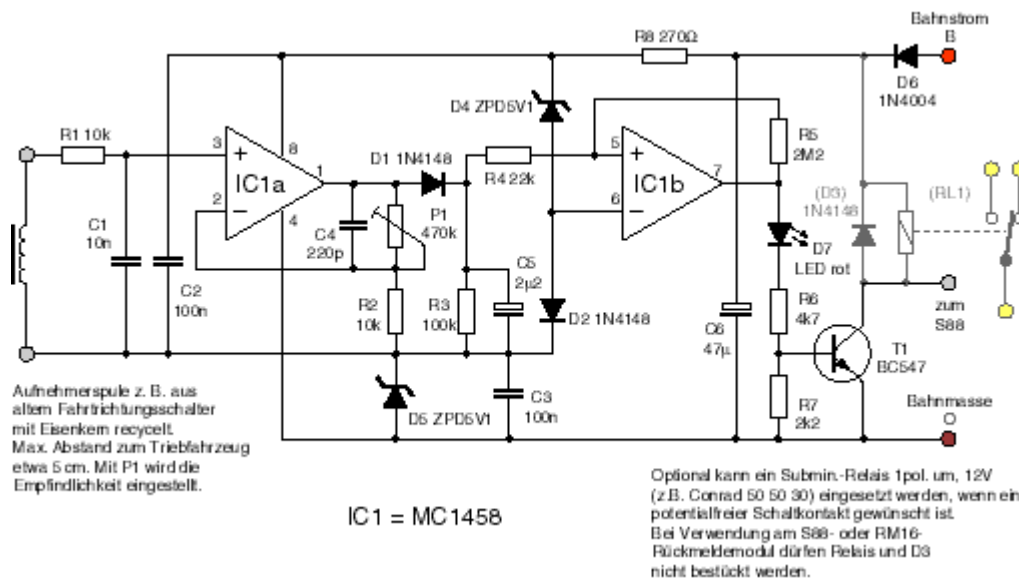 Bahnstrom
B
R8 270Ω
D6
1N4004
D4 ZPD5V1
R1 10k
3
+
8
IC1a
1
2
−
4
D1 1N4148
R4 22k
5
+
IC1b
7
6
−
R5
2M2
(D3)
1N4148
(RL1)
C1
10n
C4
220p
P1
470k
C5
2µ2
D7
LED rot
C2
100n
R2
10k
R3
100k
D2 1N4148
C6
47µ
R6
4k7
zum
S88
T1
BC547
D5 ZPD5V1
C3
100n
R7
2k2
Bahnmasse
O
Aufnehmerspule z. B. aus
altem Fahrtrichtungsschalter
mit Eisenkern recycelt.
Max. Abstand zum Triebfahrzeug
etwa 5 cm. Mit P1 wird die
Empfindlichkeit eingestellt.
IC1 = MC1458
Optional kann ein Submin.-Relais 1pol. um, 12V
(z.B. Conrad 50 50 30) eingesetzt werden, wenn ein
potentialfreier Schaltkontakt gewünscht ist.
Bei Verwendung am S88- oder RM16-
Rückmeldemodul dürfen Relais und D3
nicht bestückt werden.